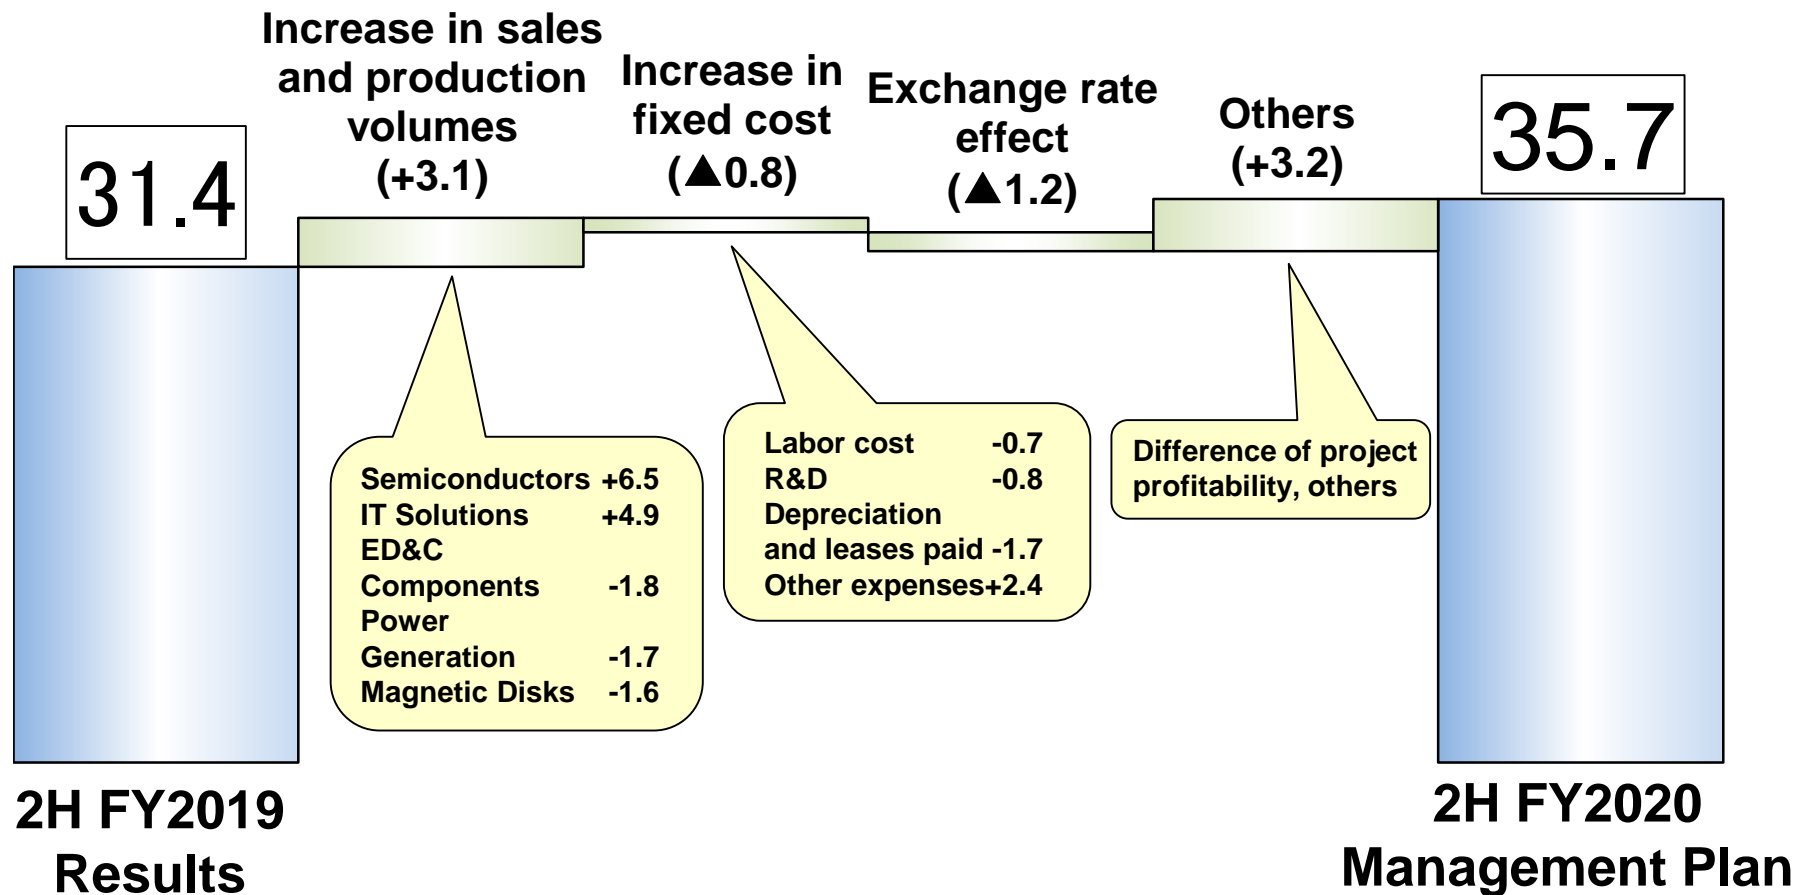 Increase in sales
and production
volumes
(+3.1)
Increase in
fixed cost
(▲0.8)
Exchange rate
effect
(▲1.2)
Others
(+3.2)
31.4
35.7
Semiconductors +6.5
IT Solutions +4.9
ED&C
Components -1.8
Power
Generation -1.7
Magnetic Disks -1.6
Labor cost -0.7
R&D -0.8
Depreciation
and leases paid -1.7
Other expenses+2.4
Difference of project
profitability, others
2H FY2019
Results
2H FY2020
Management Plan